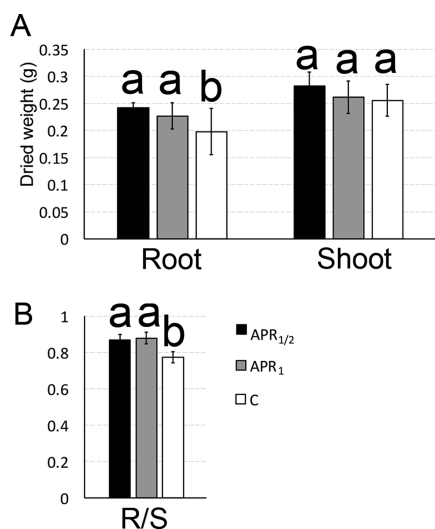 A
Dried weight (g)
0.35
0.3
0.25
0.2
0.15
0.1
0.05
0
a a b a a a
Root Shoot
B
1
0.8
0.6
0.4
0.2
0
a a b
R/S
APR1/2
APR1
C